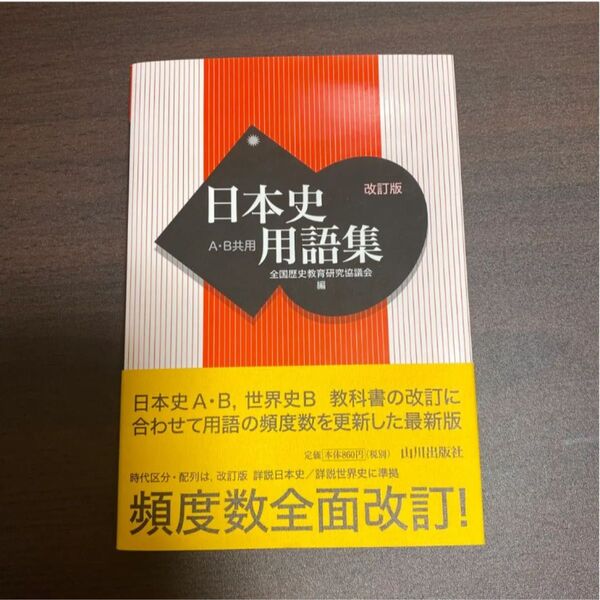 改訂版
日本史
A・B共用
用語集
全国歴史教育研究協議会
編
日本史A・B, 世界史B 教科書の改訂に
合わせて用語の頻度数を更新した最新版
定価 本体860円(税別) 山川出版社
時代区分・配列は, 改訂版 詳説日本史/詳説世界史に準拠
頻度数全面改訂!